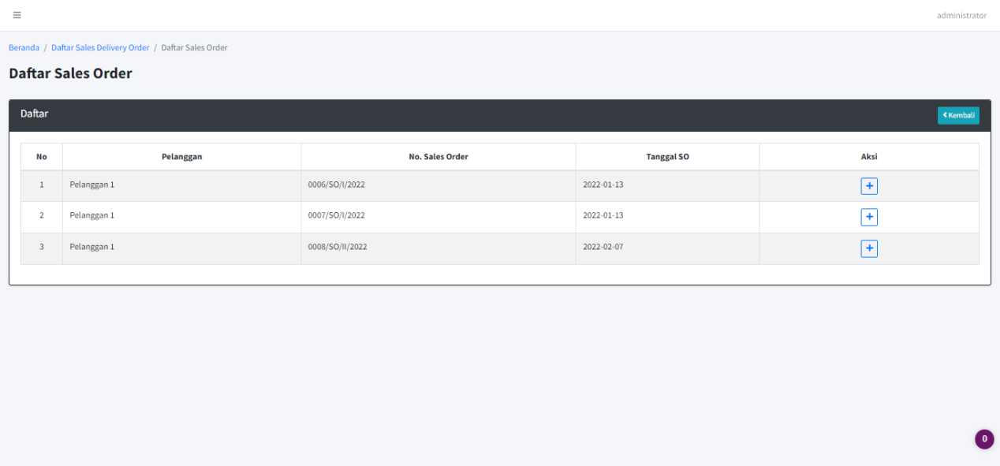 administrator
Beranda / Daftar Sales Delivery Order / Daftar Sales Order
Daftar Sales Order
Daftar
Kembali
No Pelanggan No. Sales Order Tanggal SO Aksi
1 Pelanggan 1 0006/SO/I/2022 2022-01-13 +
2 Pelanggan 1 0007/SO/I/2022 2022-01-13 +
3 Pelanggan 1 0008/SO/II/2022 2022-02-07 +
0